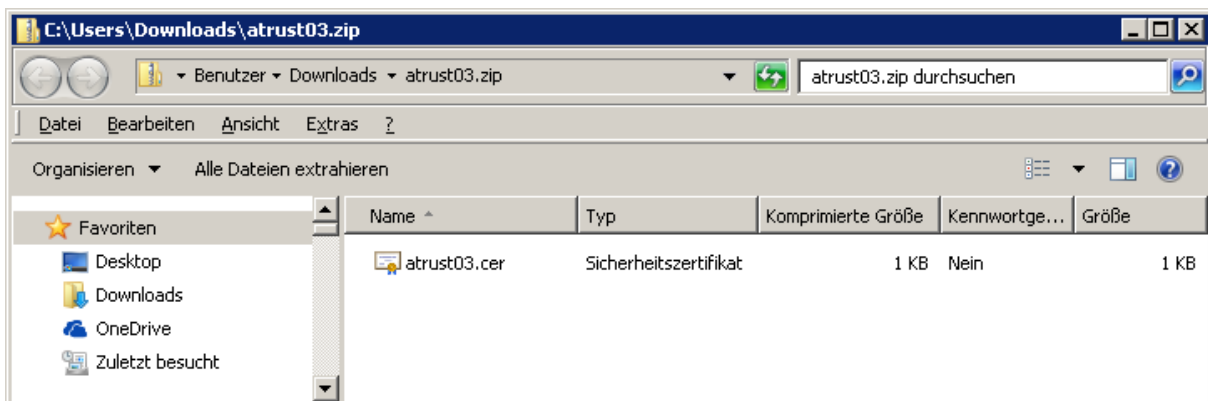 C:\Users\Downloads\atrust03.zip
Benutzer Downloads atrust03.zip atrust03.zip durchsuchen
Datei Bearbeiten Ansicht Extras ?
Organisieren Alle Dateien extrahieren
Favoriten Name Typ Komprimierte Größe Kennwortge... Größe
Desktop atrust03.cer Sicherheitszertifikat 1 KB Nein 1 KB
Downloads
OneDrive
Zuletzt besucht